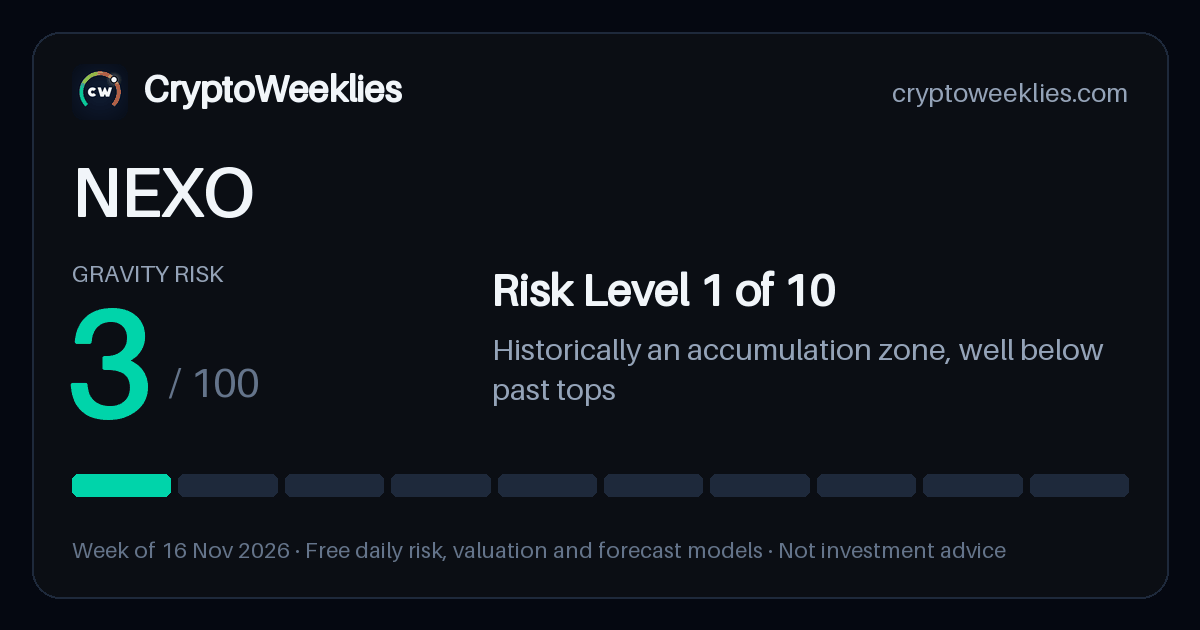 CW
CryptoWeeklies
cryptoweeklies.com
NEXO
GRAVITY RISK
3 / 100
Risk Level 1 of 10
Historically an accumulation zone, well below
past tops
Week of 16 Nov 2026 · Free daily risk, valuation and forecast models · Not investment advice